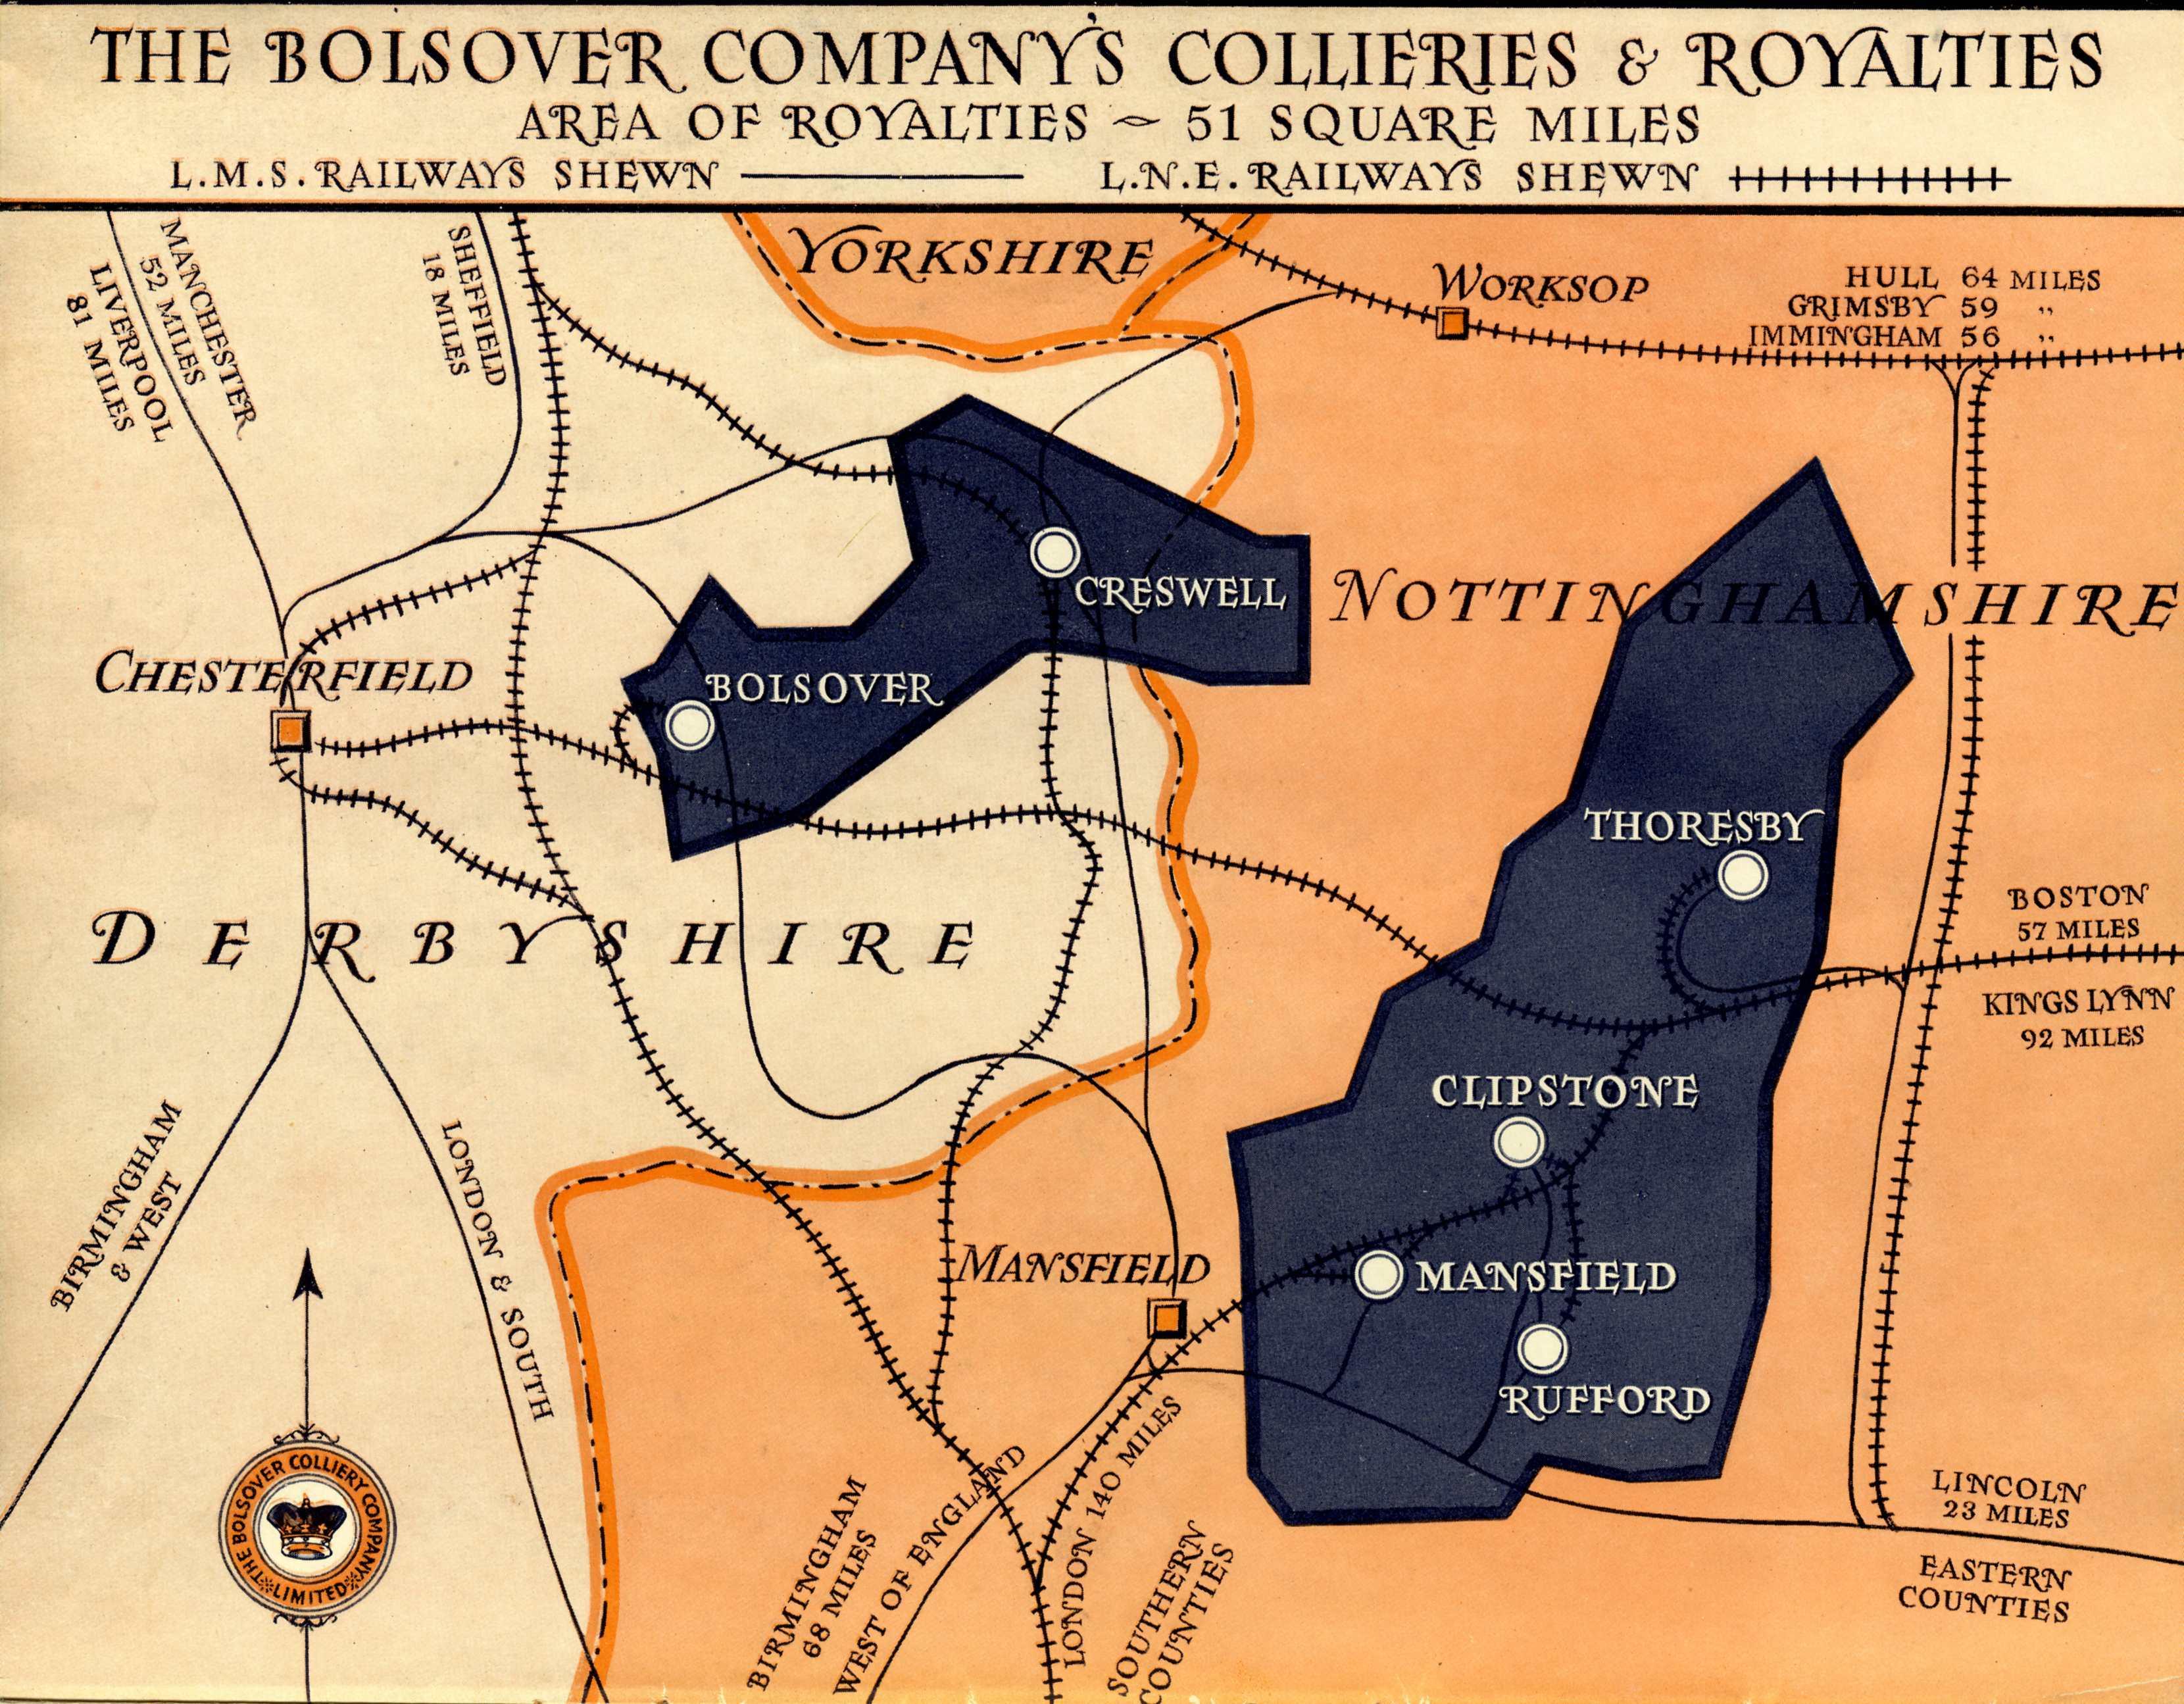 THE BOLSOVER COMPANY'S COLLIERIES & ROYALTIES
AREA OF ROYALTIES ~ 51 SQUARE MILES
L.M.S. RAILWAYS SHEWN
L.N.E. RAILWAYS SHEWN
MANCHESTER
52 MILES
LIVERPOOL
81 MILES
SHEFFIELD
18 MILES
YORKSHIRE
WORKSOP
HULL 64 MILES
GRIMSBY 59 "
IMMINGHAM 56 "
CRESWELL
NOTTINGHAMSHIRE
CHESTERFIELD
BOLSOVER
THORESBY
DERBYSHIRE
BOSTON
57 MILES
KINGS LYNN
92 MILES
CLIPSTONE
BIRMINGHAM
& WEST
LONDON & SOUTH
MANSFIELD
MANSFIELD
RUFFORD
THE BOLSOVER COLLIERY COMPANY
LIMITED
BIRMINGHAM
68 MILES
WEST OF ENGLAND
LONDON 140 MILES
SOUTHERN
COUNTIES
LINCOLN
23 MILES
EASTERN
COUNTIES